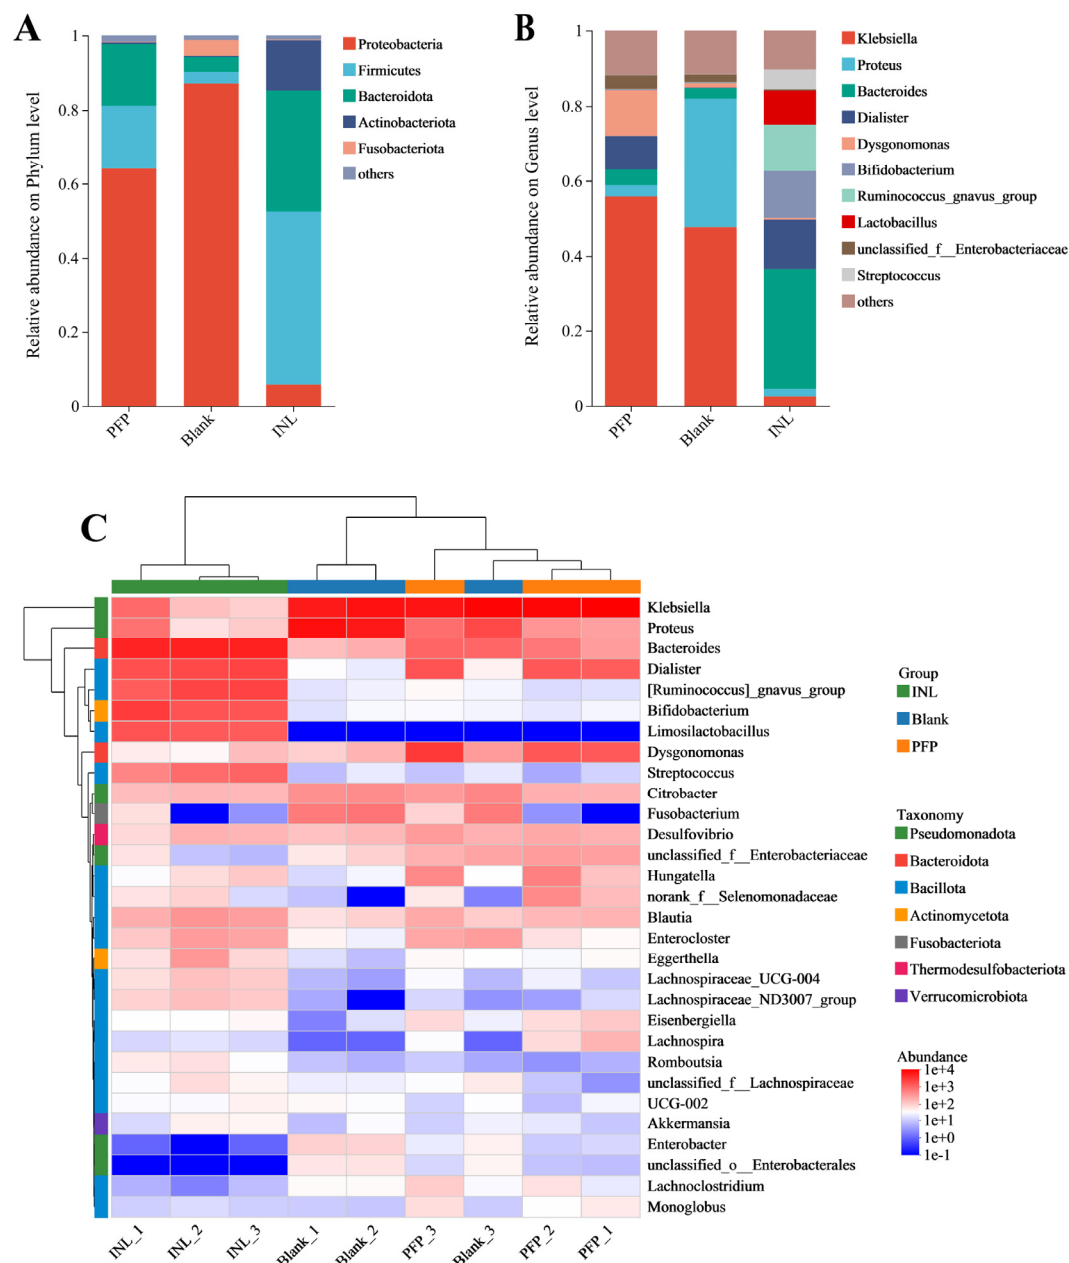 A
Relative abundance on Phylum level
1
0.8
0.6
0.4
0.2
0
PFP
Blank
INL
Proteobacteria
Firmicutes
Bacteroidota
Actinobacteriota
Fusobacteriota
others
B
Relative abundance on Genus level
1
0.8
0.6
0.4
0.2
0
PFP
Blank
INL
Klebsiella
Proteus
Bacteroides
Dialister
Dysgonomonas
Bifidobacterium
Ruminococcus_gnavus_group
Lactobacillus
unclassified_f__Enterobacteriaceae
Streptococcus
others
C
Klebsiella
Proteus
Bacteroides
Dialister
[Ruminococcus]_gnavus_group
Bifidobacterium
Limosilactobacillus
Dysgonomonas
Streptococcus
Citrobacter
Fusobacterium
Desulfovibrio
unclassified_f__Enterobacteriaceae
Hungatella
norank_f__Selenomonadaceae
Blautia
Enterocloster
Eggerthella
Lachnospiraceae_UCG-004
Lachnospiraceae_ND3007_group
Eisenbergiella
Lachnospira
Romboutsia
unclassified_f__Lachnospiraceae
UCG-002
Akkermansia
Enterobacter
unclassified_o__Enterobacterales
Lachnoclostridium
Monoglobus
INL_1
INL_2
INL_3
Blank_1
Blank_2
PFP_3
Blank_3
PFP_2
PFP_1
Group
INL
Blank
PFP
Taxonomy
Pseudomonadota
Bacteroidota
Bacillota
Actinomycetota
Fusobacteriota
Thermodesulfobacteriota
Verrucomicrobiota
Abundance
1e+4
1e+3
1e+2
1e+1
1e+0
1e-1